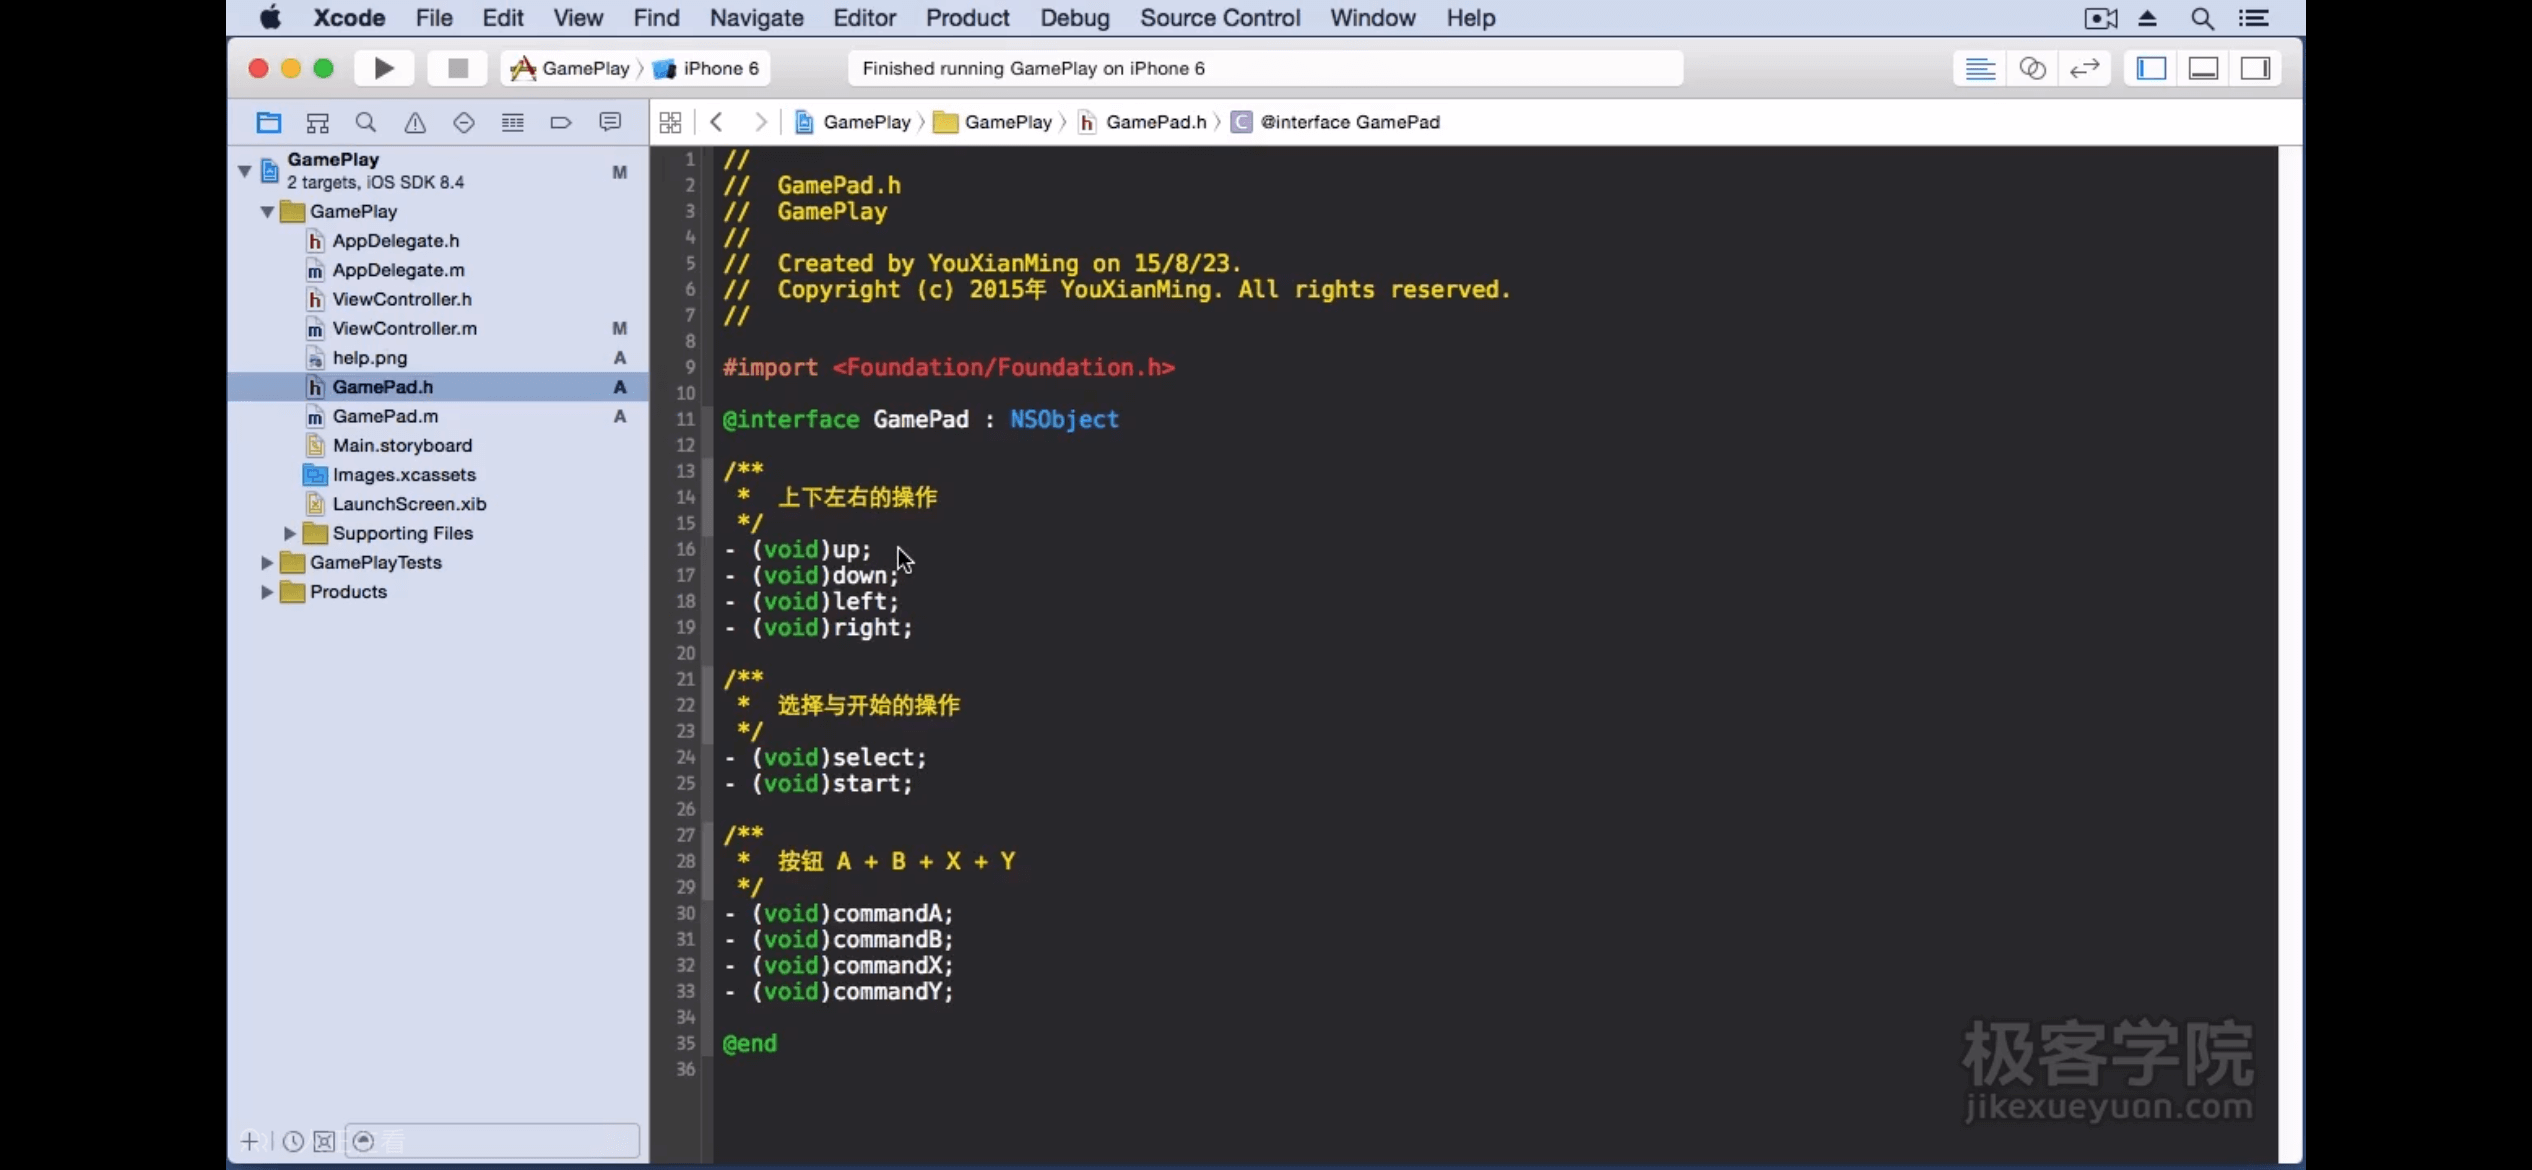 Xcode File Edit View Find Navigate Editor Product Debug Source Control Window Help
GamePlay iPhone 6
Finished running GamePlay on iPhone 6
GamePlay GamePlay GamePad.h @interface GamePad
GamePlay
M
2 targets, iOS SDK 8.4
GamePlay
AppDelegate.h
AppDelegate.m
ViewController.h
ViewController.m M
help.png A
GamePad.h A
GamePad.m A
Main.storyboard
Images.xcassets
LaunchScreen.xib
Supporting Files
GamePlayTests
Products
1 //
2 // GamePad.h
3 // GamePlay
4 //
5 // Created by YouXianMing on 15/8/23.
6 // Copyright (c) 2015年 YouXianMing. All rights reserved.
7 //
8
9 #import <Foundation/Foundation.h>
10
11 @interface GamePad : NSObject
12
13 /**
14 * 上下左右的操作
15 */
16 - (void)up;
17 - (void)down;
18 - (void)left;
19 - (void)right;
20
21 /**
22 * 选择与开始的操作
23 */
24 - (void)select;
25 - (void)start;
26
27 /**
28 * 按钮 A + B + X + Y
29 */
30 - (void)commandA;
31 - (void)commandB;
32 - (void)commandX;
33 - (void)commandY;
34
35 @end
36
极客学院
jikexueyuan.com